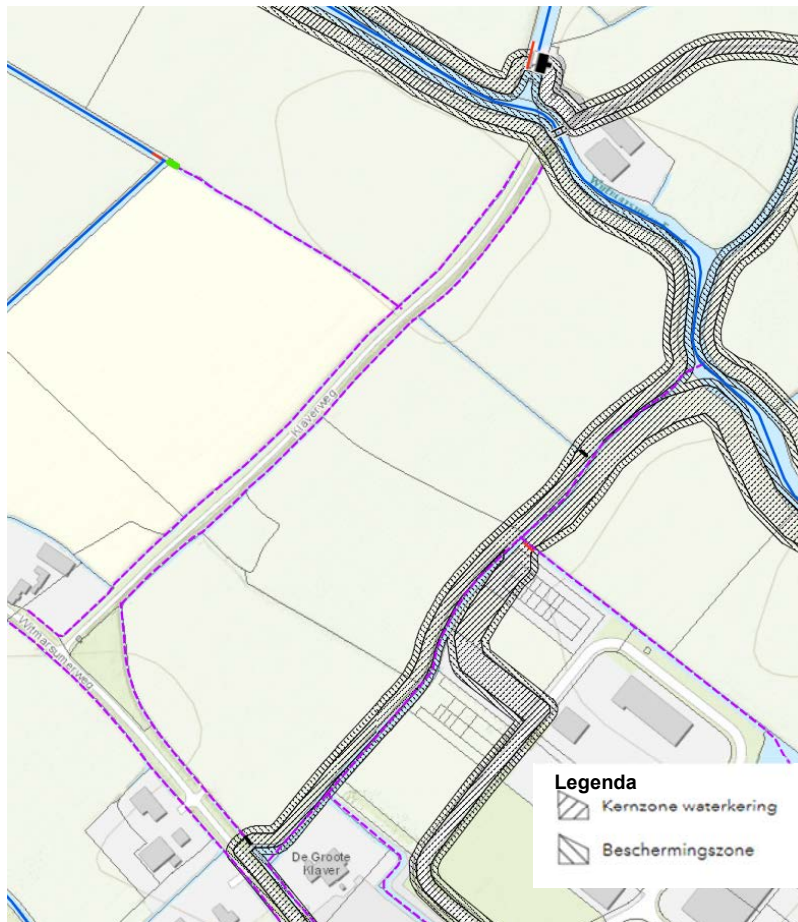 Klaverweg
Witmarsumerweg
De Groote
Klaver
Legenda
Kernzone waterkering
Beschermingszone